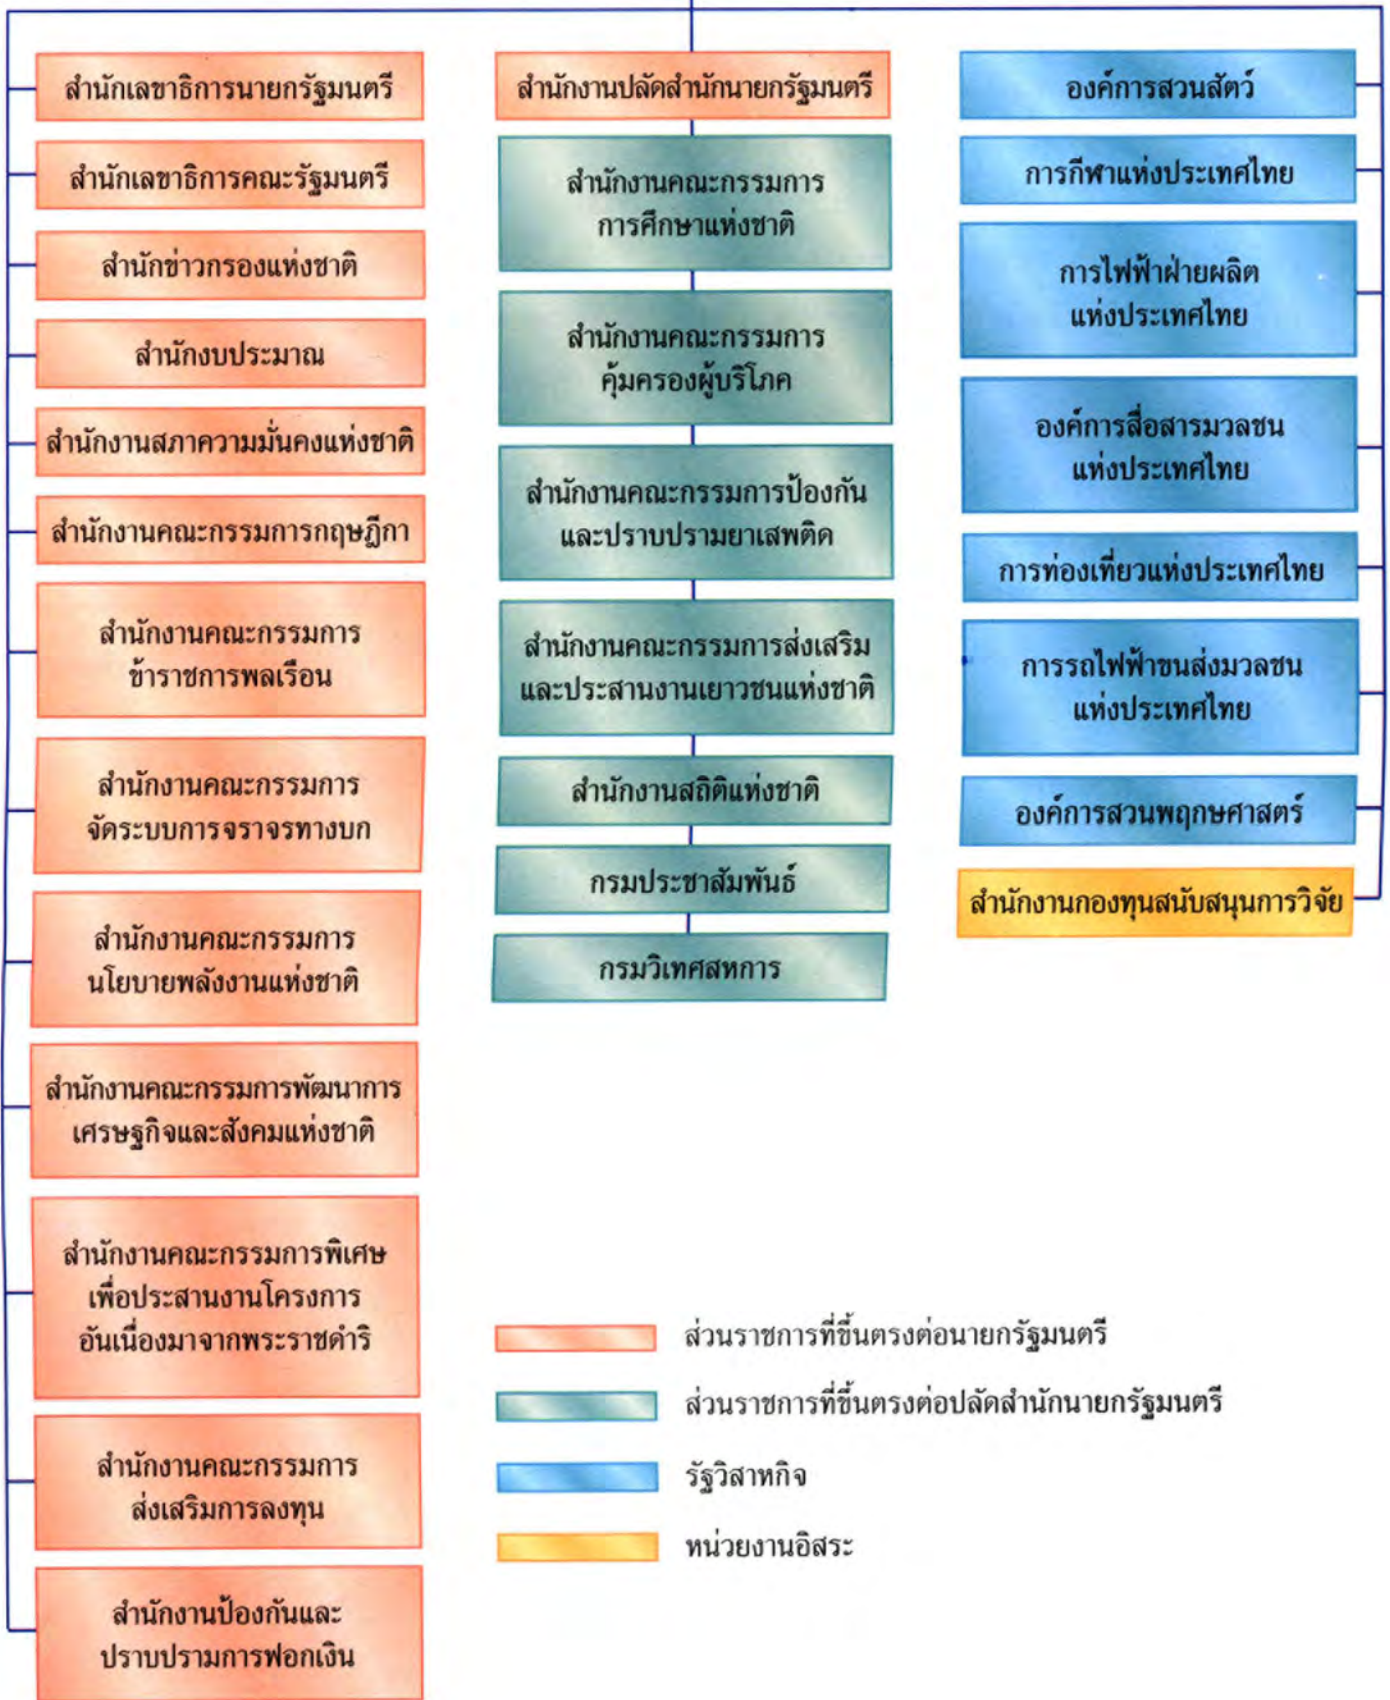 สำนักเลขาธิการนายกรัฐมนตรี
สำนักเลขาธิการคณะรัฐมนตรี
สำนักข่าวกรองแห่งชาติ
สำนักงบประมาณ
สำนักงานสภาความมั่นคงแห่งชาติ
สำนักงานคณะกรรมการกฤษฎีกา
สำนักงานคณะกรรมการ
ข้าราชการพลเรือน
สำนักงานคณะกรรมการ
จัดระบบการจราจรทางบก
สำนักงานคณะกรรมการ
นโยบายพลังงานแห่งชาติ
สำนักงานคณะกรรมการพัฒนาการ
เศรษฐกิจและสังคมแห่งชาติ
สำนักงานคณะกรรมการพิเศษ
เพื่อประสานงานโครงการ
อันเนื่องมาจากพระราชดำริ
สำนักงานคณะกรรมการ
ส่งเสริมการลงทุน
สำนักงานป้องกันและ
ปราบปรามการฟอกเงิน
สำนักงานปลัดสำนักนายกรัฐมนตรี
สำนักงานคณะกรรมการ
การศึกษาแห่งชาติ
สำนักงานคณะกรรมการ
คุ้มครองผู้บริโภค
สำนักงานคณะกรรมการป้องกัน
และปราบปรามยาเสพติด
สำนักงานคณะกรรมการส่งเสริม
และประสานงานเยาวชนแห่งชาติ
สำนักงานสถิติแห่งชาติ
กรมประชาสัมพันธ์
กรมวิเทศสหการ
องค์การสวนสัตว์
การกีฬาแห่งประเทศไทย
การไฟฟ้าฝ่ายผลิต
แห่งประเทศไทย
องค์การสื่อสารมวลชน
แห่งประเทศไทย
การท่องเที่ยวแห่งประเทศไทย
การรถไฟฟ้าขนส่งมวลชน
แห่งประเทศไทย
องค์การสวนพฤกษศาสตร์
สำนักงานกองทุนสนับสนุนการวิจัย
ส่วนราชการที่ขึ้นตรงต่อนายกรัฐมนตรี
ส่วนราชการที่ขึ้นตรงต่อปลัดสำนักนายกรัฐมนตรี
รัฐวิสาหกิจ
หน่วยงานอิสระ